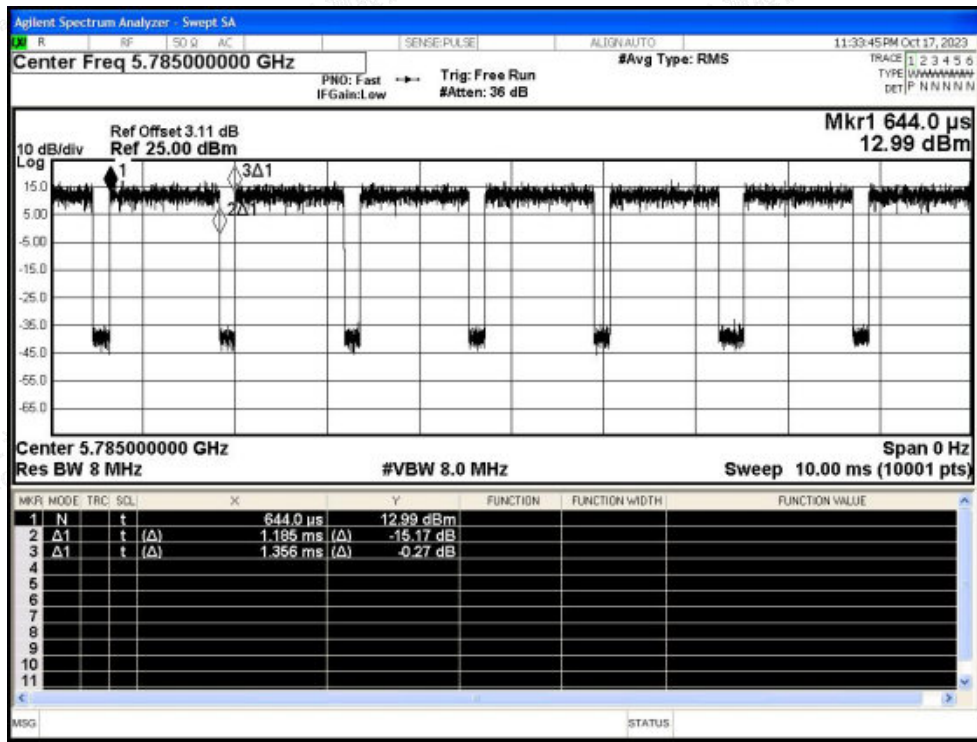 Agilent Spectrum Analyzer - Swept SA
R RF 50 Ω AC SENSE:PULSE ALIGN AUTO 11:33:45 PM Oct 17, 2023
Center Freq 5.785000000 GHz #Avg Type: RMS TRACE 1 2 3 4 5 6
PNO: Fast Trig: Free Run TYPE WWWWWW
IFGain:Low #Atten: 36 dB DET P N N N N N
Mkr1 644.0 µs
Ref Offset 3.11 dB
10 dB/div Ref 25.00 dBm 12.99 dBm
Log
1 3Δ1
15.0
2Δ1
5.00
-5.00
-15.0
-25.0
-35.0
-45.0
-55.0
-65.0
Center 5.785000000 GHz Span 0 Hz
Res BW 8 MHz #VBW 8.0 MHz Sweep 10.00 ms (10001 pts)
MKR MODE TRC SCL X Y FUNCTION FUNCTION WIDTH FUNCTION VALUE
1 N t 644.0 µs 12.99 dBm
2 Δ1 t (Δ) 1.185 ms (Δ) -15.17 dB
3 Δ1 t (Δ) 1.356 ms (Δ) -0.27 dB
4
5
6
7
8
9
10
11
MSG STATUS